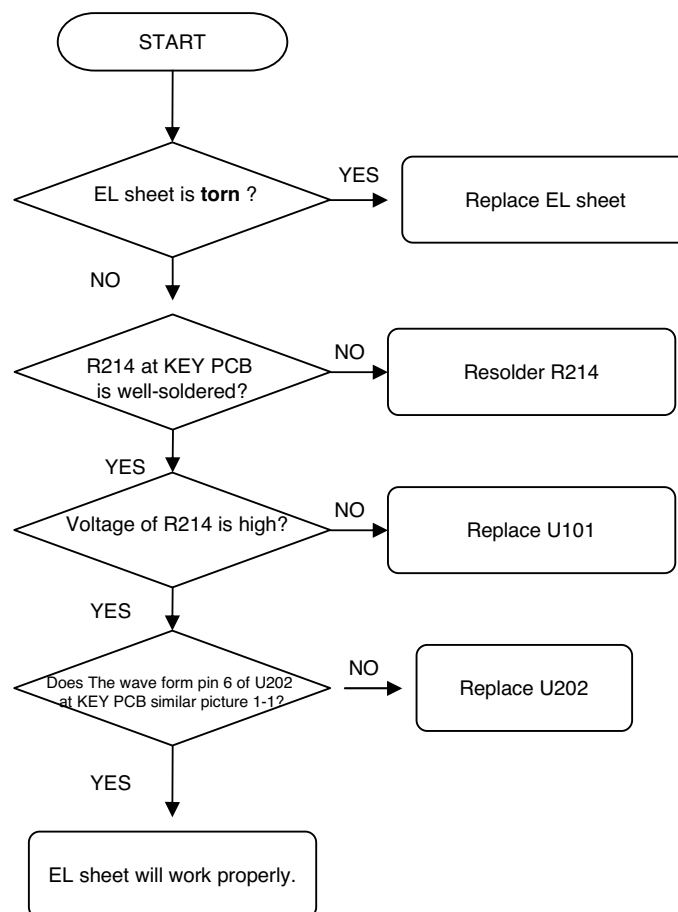 START
EL sheet is torn ?
YES
Replace EL sheet
NO
R214 at KEY PCB
is well-soldered?
NO
Resolder R214
YES
Voltage of R214 is high?
NO
Replace U101
YES
Does The wave form pin 6 of U202
at KEY PCB similar picture 1-1?
NO
Replace U202
YES
EL sheet will work properly.